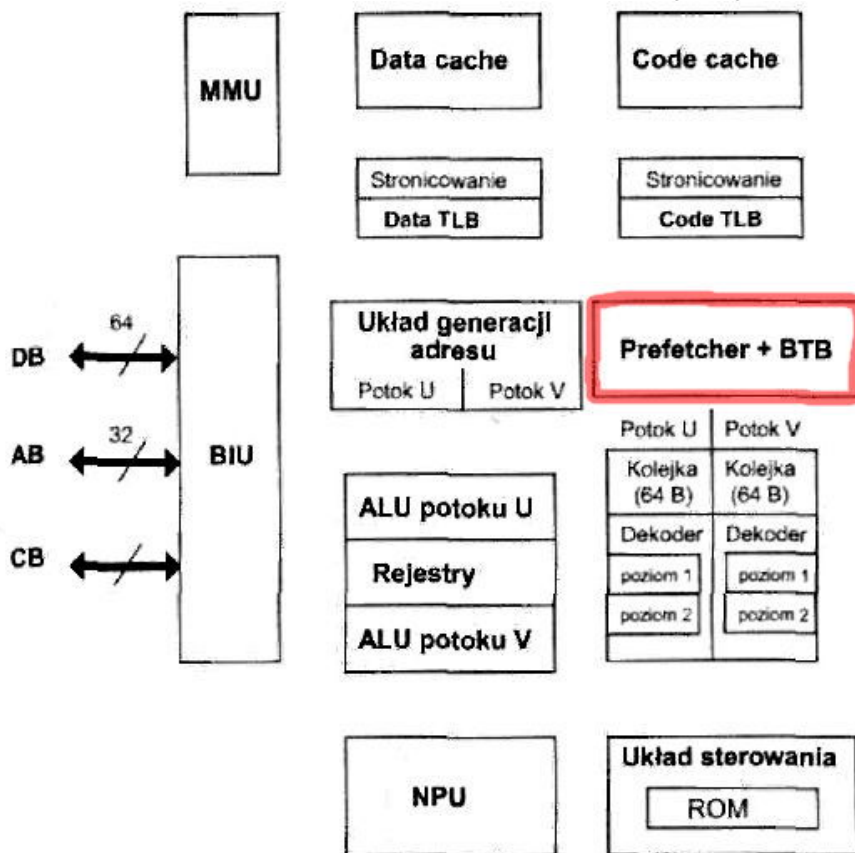 MMU
Data cache
Code cache
Stronicowanie
Data TLB
Stronicowanie
Code TLB
DB
64
AB
32
CB
BIU
Układ generacji
adresu
Potok U
Potok V
Prefetcher + BTB
Potok U
Potok V
Kolejka
(64 B)
Kolejka
(64 B)
Dekoder
Dekoder
poziom 1
poziom 1
poziom 2
poziom 2
ALU potoku U
Rejestry
ALU potoku V
NPU
Układ sterowania
ROM